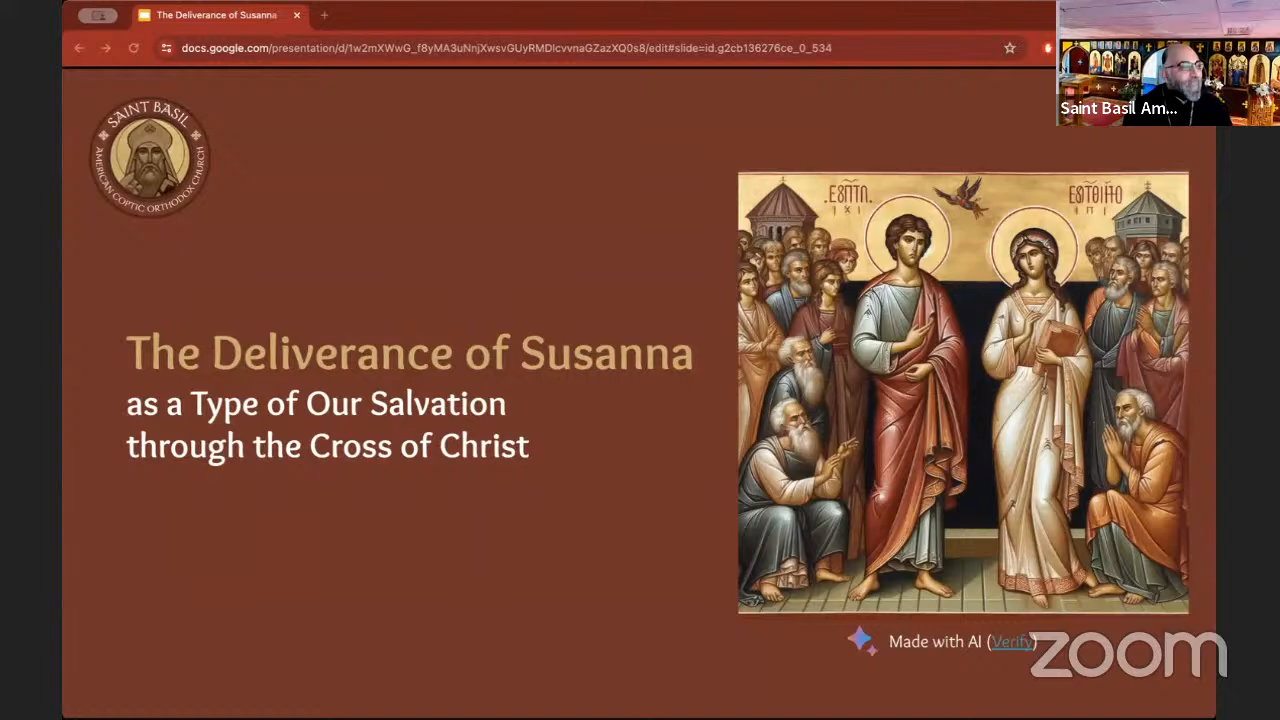 The Deliverance of Susanna
docs.google.com/presentation/d/1w2mXWwG_f8yMA3uNnjXwsvGUyRMDlcvvnaGZazXQ0s8/edit#slide=id.g2cb136276ce_0_534
Saint Basil Am...
SAINT BASIL
AMERICAN COPTIC ORTHODOX CHURCH
The Deliverance of Susanna
as a Type of Our Salvation
through the Cross of Christ
Made with AI (Verify)
zoom